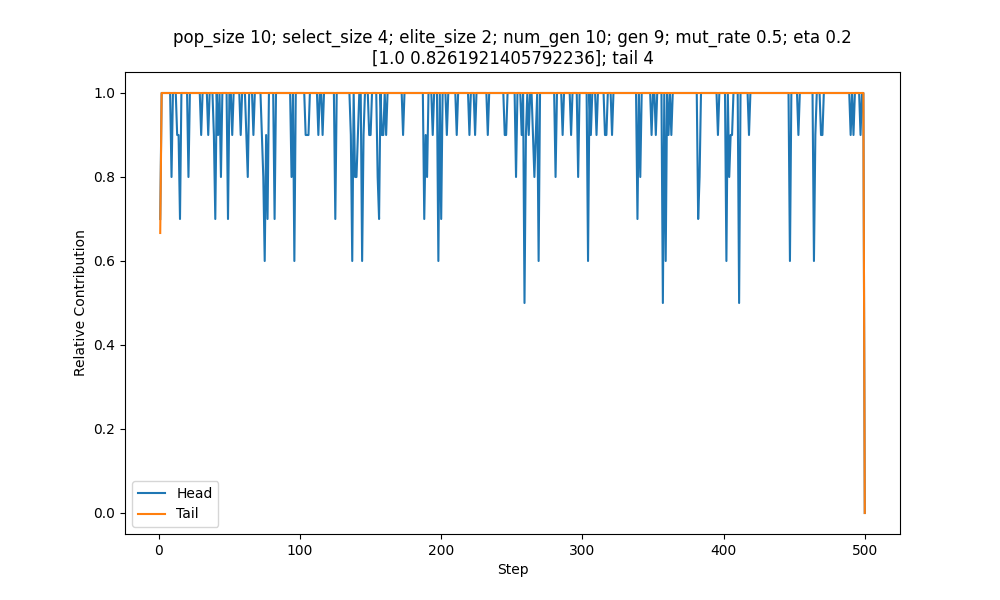 pop_size 10; select_size 4; elite_size 2; num_gen 10; gen 9; mut_rate 0.5; eta 0.2
[1.0 0.8261921405792236]; tail 4
1.0
0.8
0.6
0.4
0.2
0.0
Relative Contribution
Head
Tail
0 100 200 300 400 500
Step